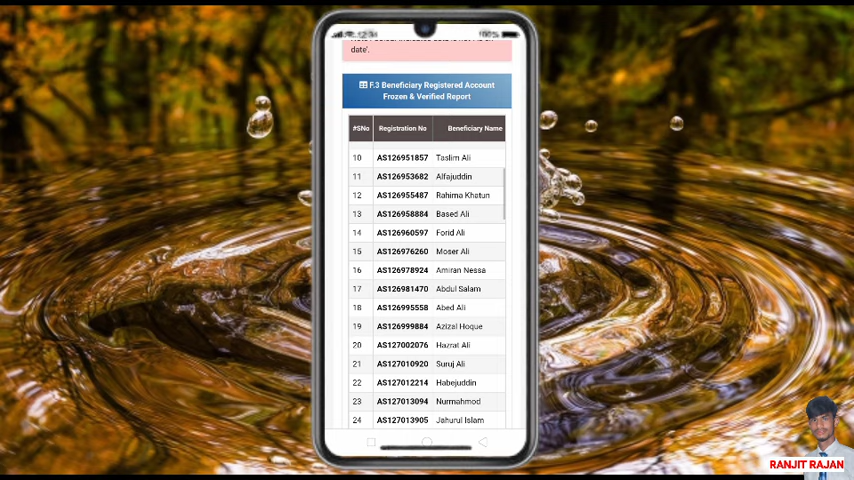 100%
date'.
F.3 Beneficiary Registered Account
Frozen & Verified Report
#SNo Registration No Beneficiary Name
10 AS126951857 Taslim Ali
11 AS126953682 Alfajuddin
12 AS126955487 Rahima Khatun
13 AS126958884 Based Ali
14 AS126960597 Forid Ali
15 AS126976260 Moser Ali
16 AS126978924 Amiran Nessa
17 AS126981470 Abdul Salam
18 AS126995558 Abed Ali
19 AS126999884 Azizal Hoque
20 AS127002076 Hazrat Ali
21 AS127010920 Suruj Ali
22 AS127012214 Habejuddin
23 AS127013094 Nurmahmod
24 AS127013905 Jahurul Islam
RANJIT RAJAN